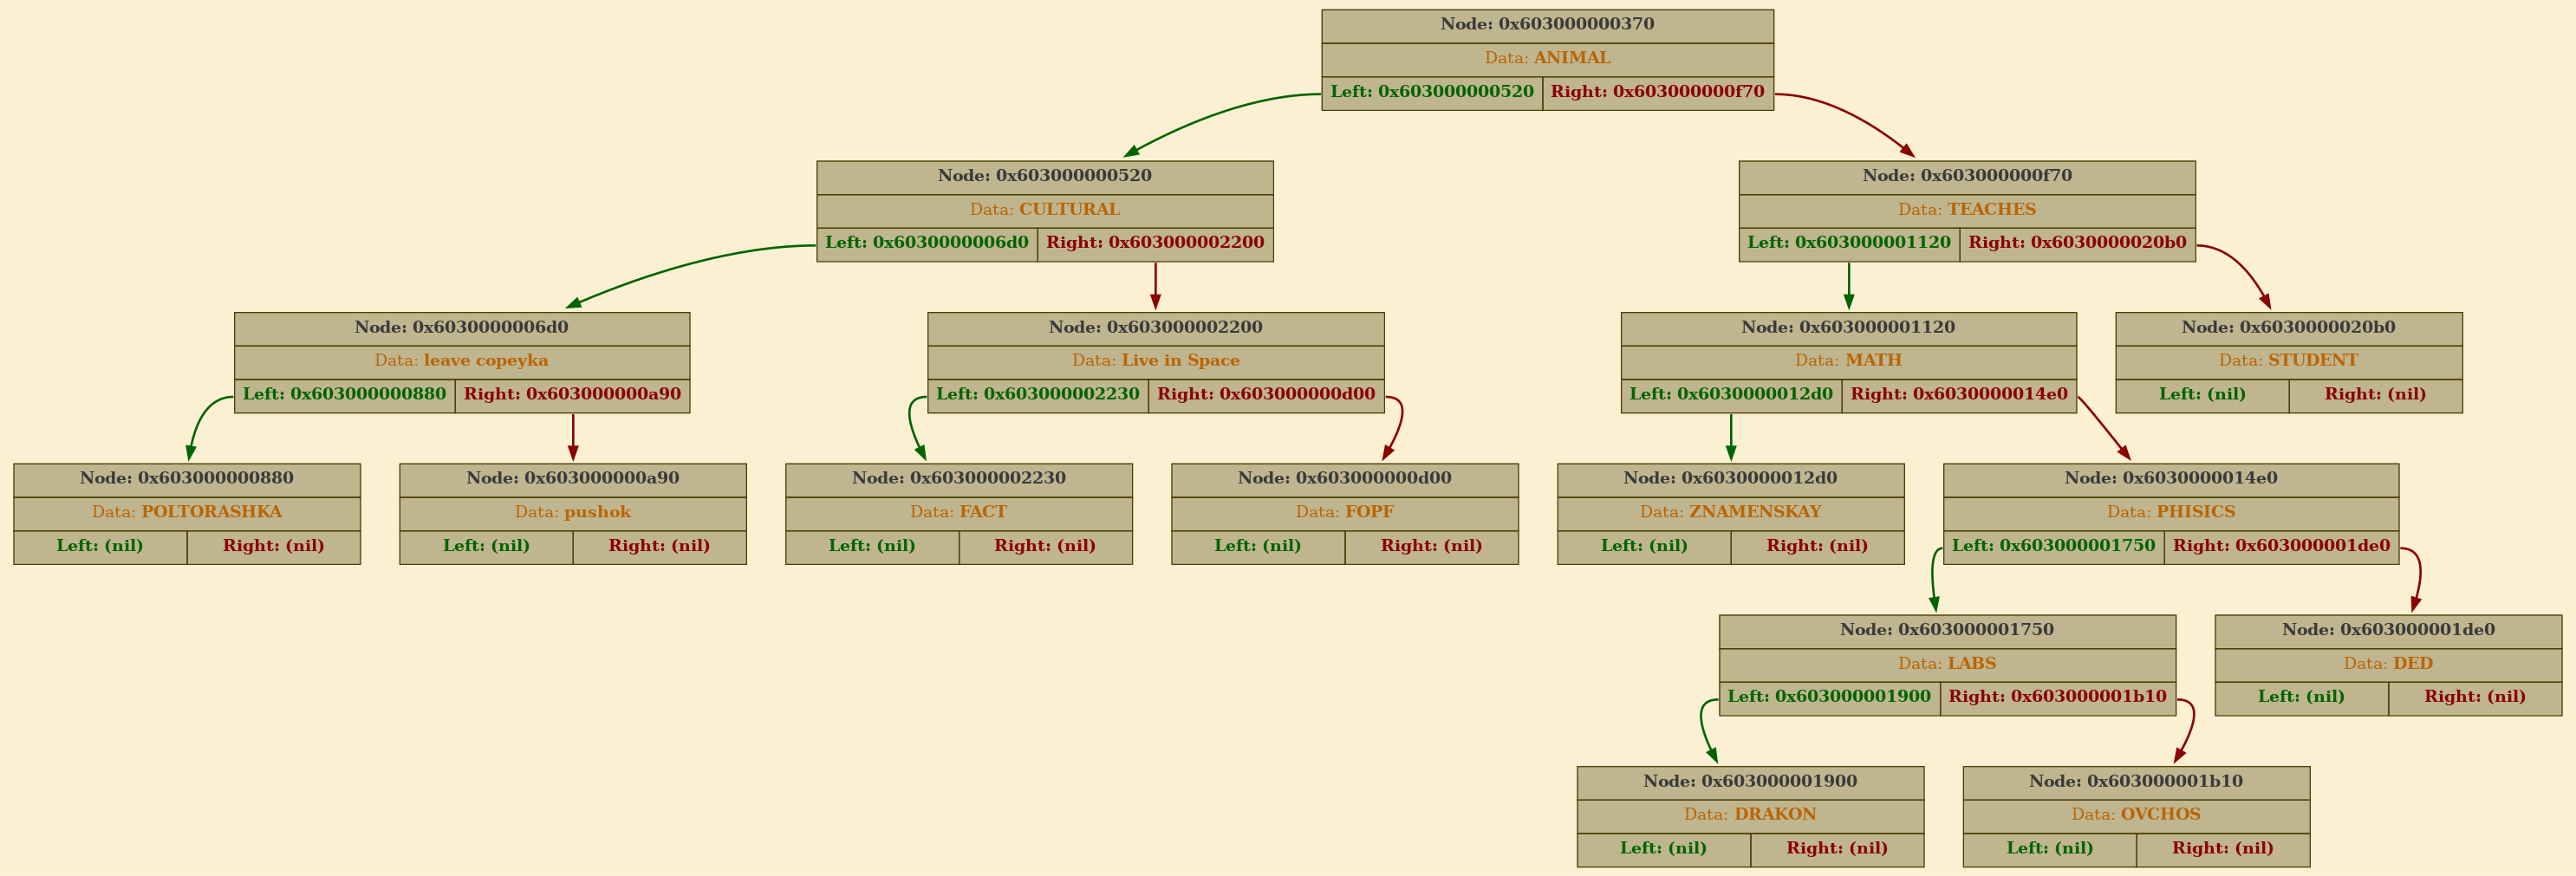 Node: 0x603000000370
Data: ANIMAL
Left: 0x603000000520 Right: 0x603000000f70
Node: 0x603000000520
Data: CULTURAL
Left: 0x6030000006d0 Right: 0x603000002200
Node: 0x603000000f70
Data: TEACHES
Left: 0x603000001120 Right: 0x6030000020b0
Node: 0x6030000006d0
Data: leave copeyka
Left: 0x603000000880 Right: 0x603000000a90
Node: 0x603000002200
Data: Live in Space
Left: 0x603000002230 Right: 0x603000000d00
Node: 0x603000001120
Data: MATH
Left: 0x6030000012d0 Right: 0x6030000014e0
Node: 0x6030000020b0
Data: STUDENT
Left: (nil) Right: (nil)
Node: 0x603000000880
Data: POLTORASHKA
Left: (nil) Right: (nil)
Node: 0x603000000a90
Data: pushok
Left: (nil) Right: (nil)
Node: 0x603000002230
Data: FACT
Left: (nil) Right: (nil)
Node: 0x603000000d00
Data: FOPF
Left: (nil) Right: (nil)
Node: 0x6030000012d0
Data: ZNAMENSKAY
Left: (nil) Right: (nil)
Node: 0x6030000014e0
Data: PHISICS
Left: 0x603000001750 Right: 0x603000001de0
Node: 0x603000001750
Data: LABS
Left: 0x603000001900 Right: 0x603000001b10
Node: 0x603000001de0
Data: DED
Left: (nil) Right: (nil)
Node: 0x603000001900
Data: DRAKON
Left: (nil) Right: (nil)
Node: 0x603000001b10
Data: OVCHOS
Left: (nil) Right: (nil)